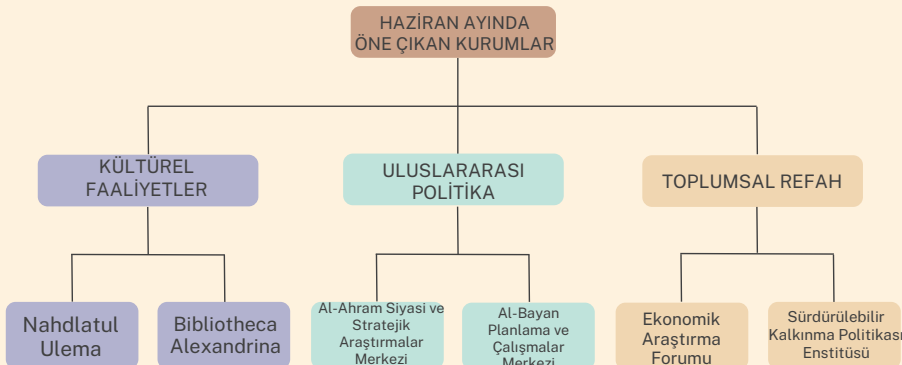 HAZİRAN AYINDA
ÖNE ÇIKAN KURUMLAR
KÜLTÜREL
FAALİYETLER
ULUSLARARASI
POLİTİKA
TOPLUMSAL REFAH
Nahdlatul
Ulema
Bibliotheca
Alexandrina
Al-Ahram Siyasi ve
Stratejik
Araştırmalar
Merkezi
Al-Bayan
Planlama ve
Çalışmalar
Merkezi
Ekonomik
Araştırma
Forumu
Sürdürülebilir
Kalkınma Politikası
Enstitüsü